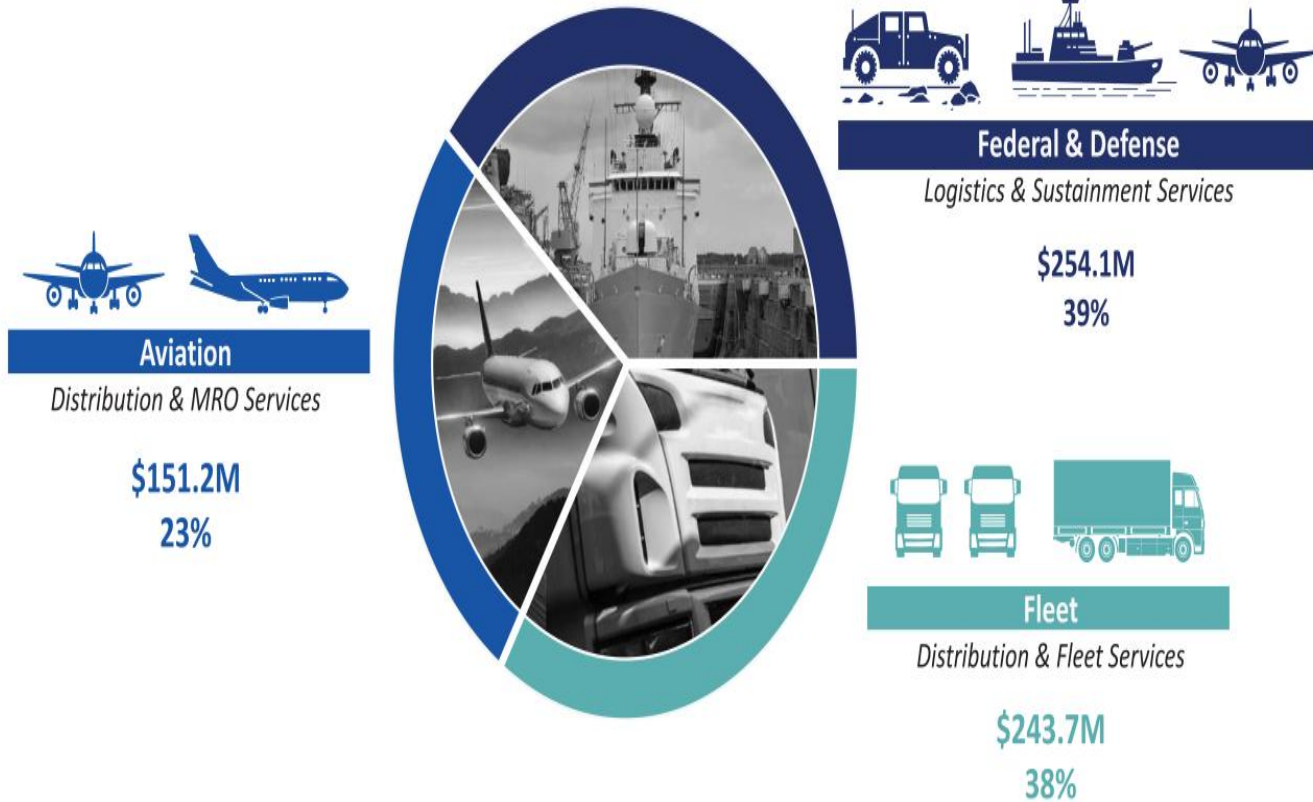 Federal & Defense
Logistics & Sustainment Services
$254.1M
39%
Aviation
Distribution & MRO Services
$151.2M
23%
Fleet
Distribution & Fleet Services
$243.7M
38%